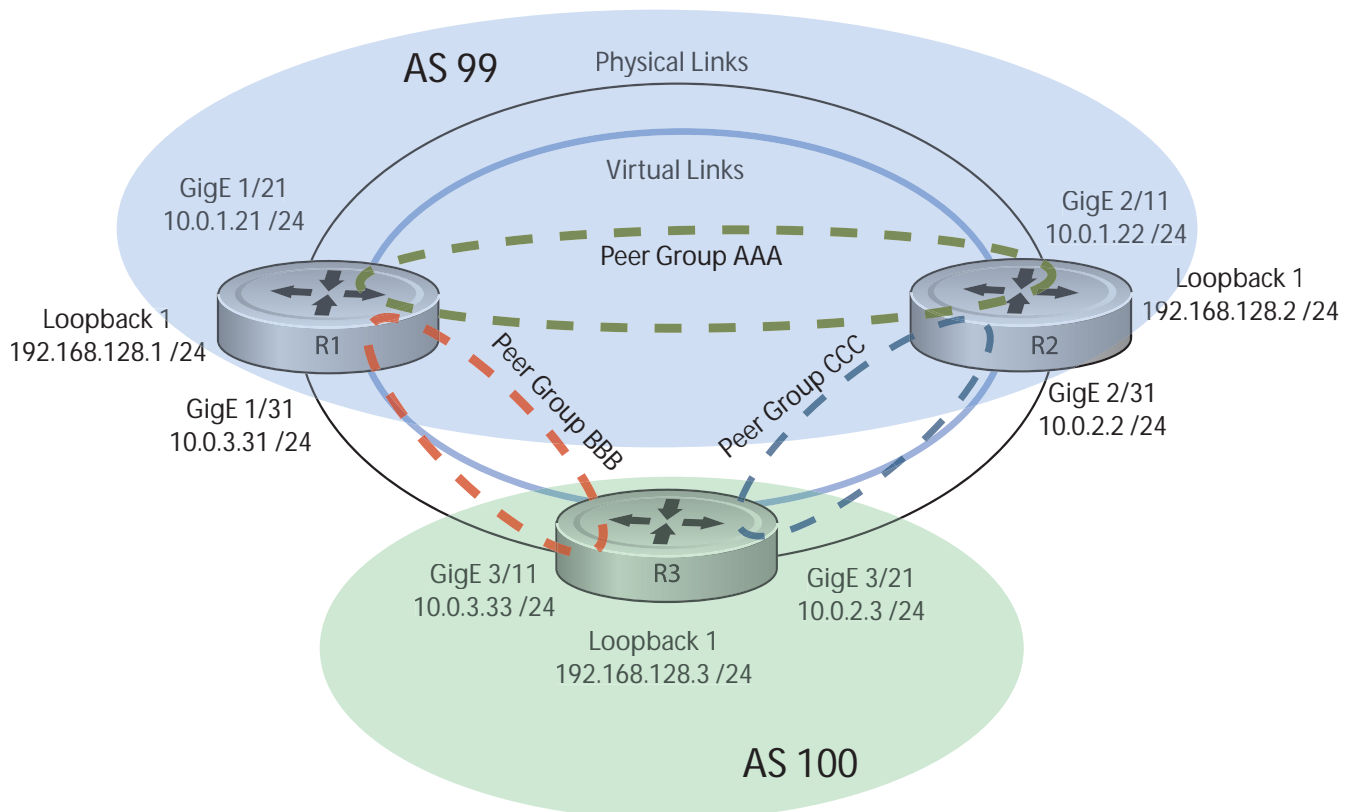 AS 99
Physical Links
Virtual Links
GigE 1/21
10.0.1.21 /24
GigE 2/11
10.0.1.22 /24
Peer Group AAA
Loopback 1
192.168.128.1 /24
R1
Loopback 1
192.168.128.2 /24
R2
GigE 1/31
10.0.3.31 /24
Peer Group BBB
Peer Group CCC
GigE 2/31
10.0.2.2 /24
GigE 3/11
10.0.3.33 /24
R3
GigE 3/21
10.0.2.3 /24
Loopback 1
192.168.128.3 /24
AS 100